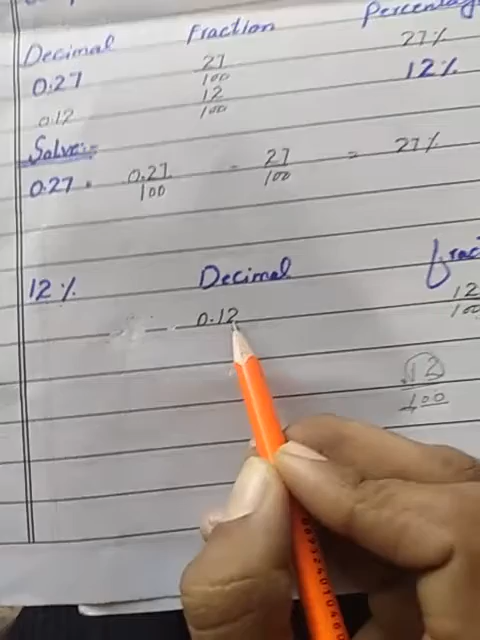 Decimal Fraction Percentage
0.27 27/100 27%
0.12 12/100 12%
Solve:-
0.27 = 0.27/100 = 27/100 = 27%
12% Decimal frac
0.12 12/100
12/100